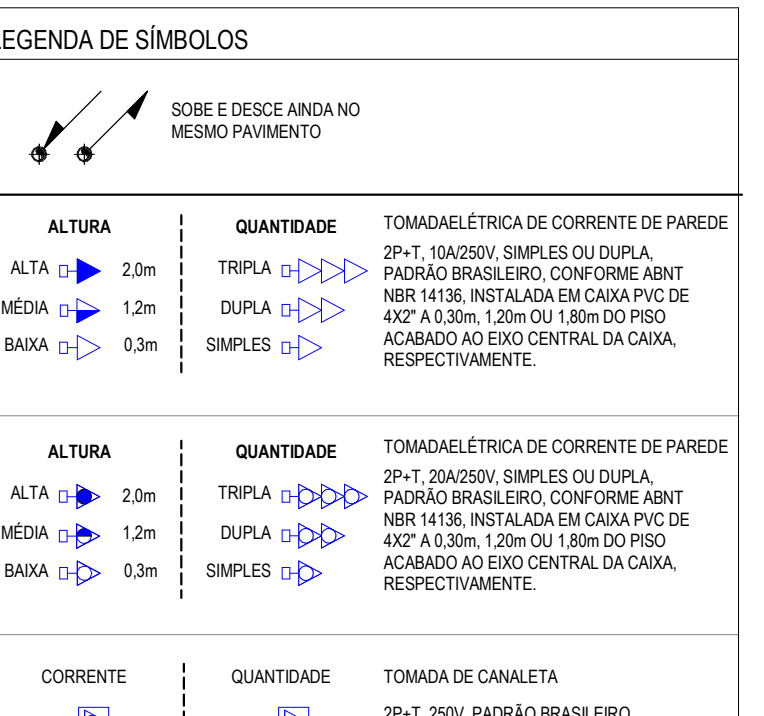 LEGENDA DE SÍMBOLOS
SOBE E DESCE AINDA NO
MESMO PAVIMENTO
ALTURA
ALTA 2,0m
MÉDIA 1,2m
BAIXA 0,3m
QUANTIDADE
TRIPLA
DUPLA
SIMPLES
TOMADAELÉTRICA DE CORRENTE DE PAREDE
2P+T, 10A/250V, SIMPLES OU DUPLA,
PADRÃO BRASILEIRO, CONFORME ABNT
NBR 14136, INSTALADA EM CAIXA PVC DE
4X2" A 0,30m, 1,20m OU 1,80m DO PISO
ACABADO AO EIXO CENTRAL DA CAIXA,
RESPECTIVAMENTE.
ALTURA
ALTA 2,0m
MÉDIA 1,2m
BAIXA 0,3m
QUANTIDADE
TRIPLA
DUPLA
SIMPLES
TOMADAELÉTRICA DE CORRENTE DE PAREDE
2P+T, 20A/250V, SIMPLES OU DUPLA,
PADRÃO BRASILEIRO, CONFORME ABNT
NBR 14136, INSTALADA EM CAIXA PVC DE
4X2" A 0,30m, 1,20m OU 1,80m DO PISO
ACABADO AO EIXO CENTRAL DA CAIXA,
RESPECTIVAMENTE.
CORRENTE
QUANTIDADE
TOMADA DE CANALETA
2P+T, 250V, PADRÃO BRASILEIRO